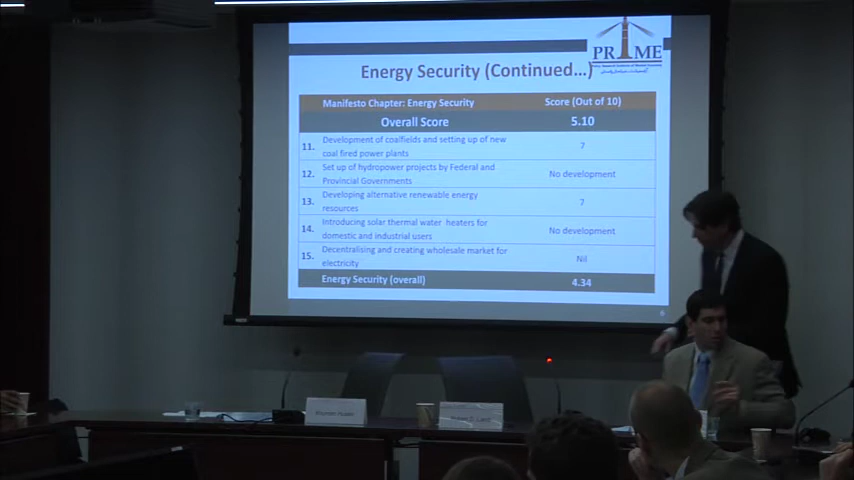 PRIME
Energy Security (Continued...)
Manifesto Chapter: Energy Security Score (Out of 10)
Overall Score 5.10
11. Development of coalfields and setting up of new
coal fired power plants 7
12. Set up of hydropower projects by Federal and
Provincial Governments No development
13. Developing alternative renewable energy
resources 7
14. Introducing solar thermal water heaters for
domestic and industrial users No development
15. Decentralising and creating wholesale market for
electricity Nil
Energy Security (overall) 4.34